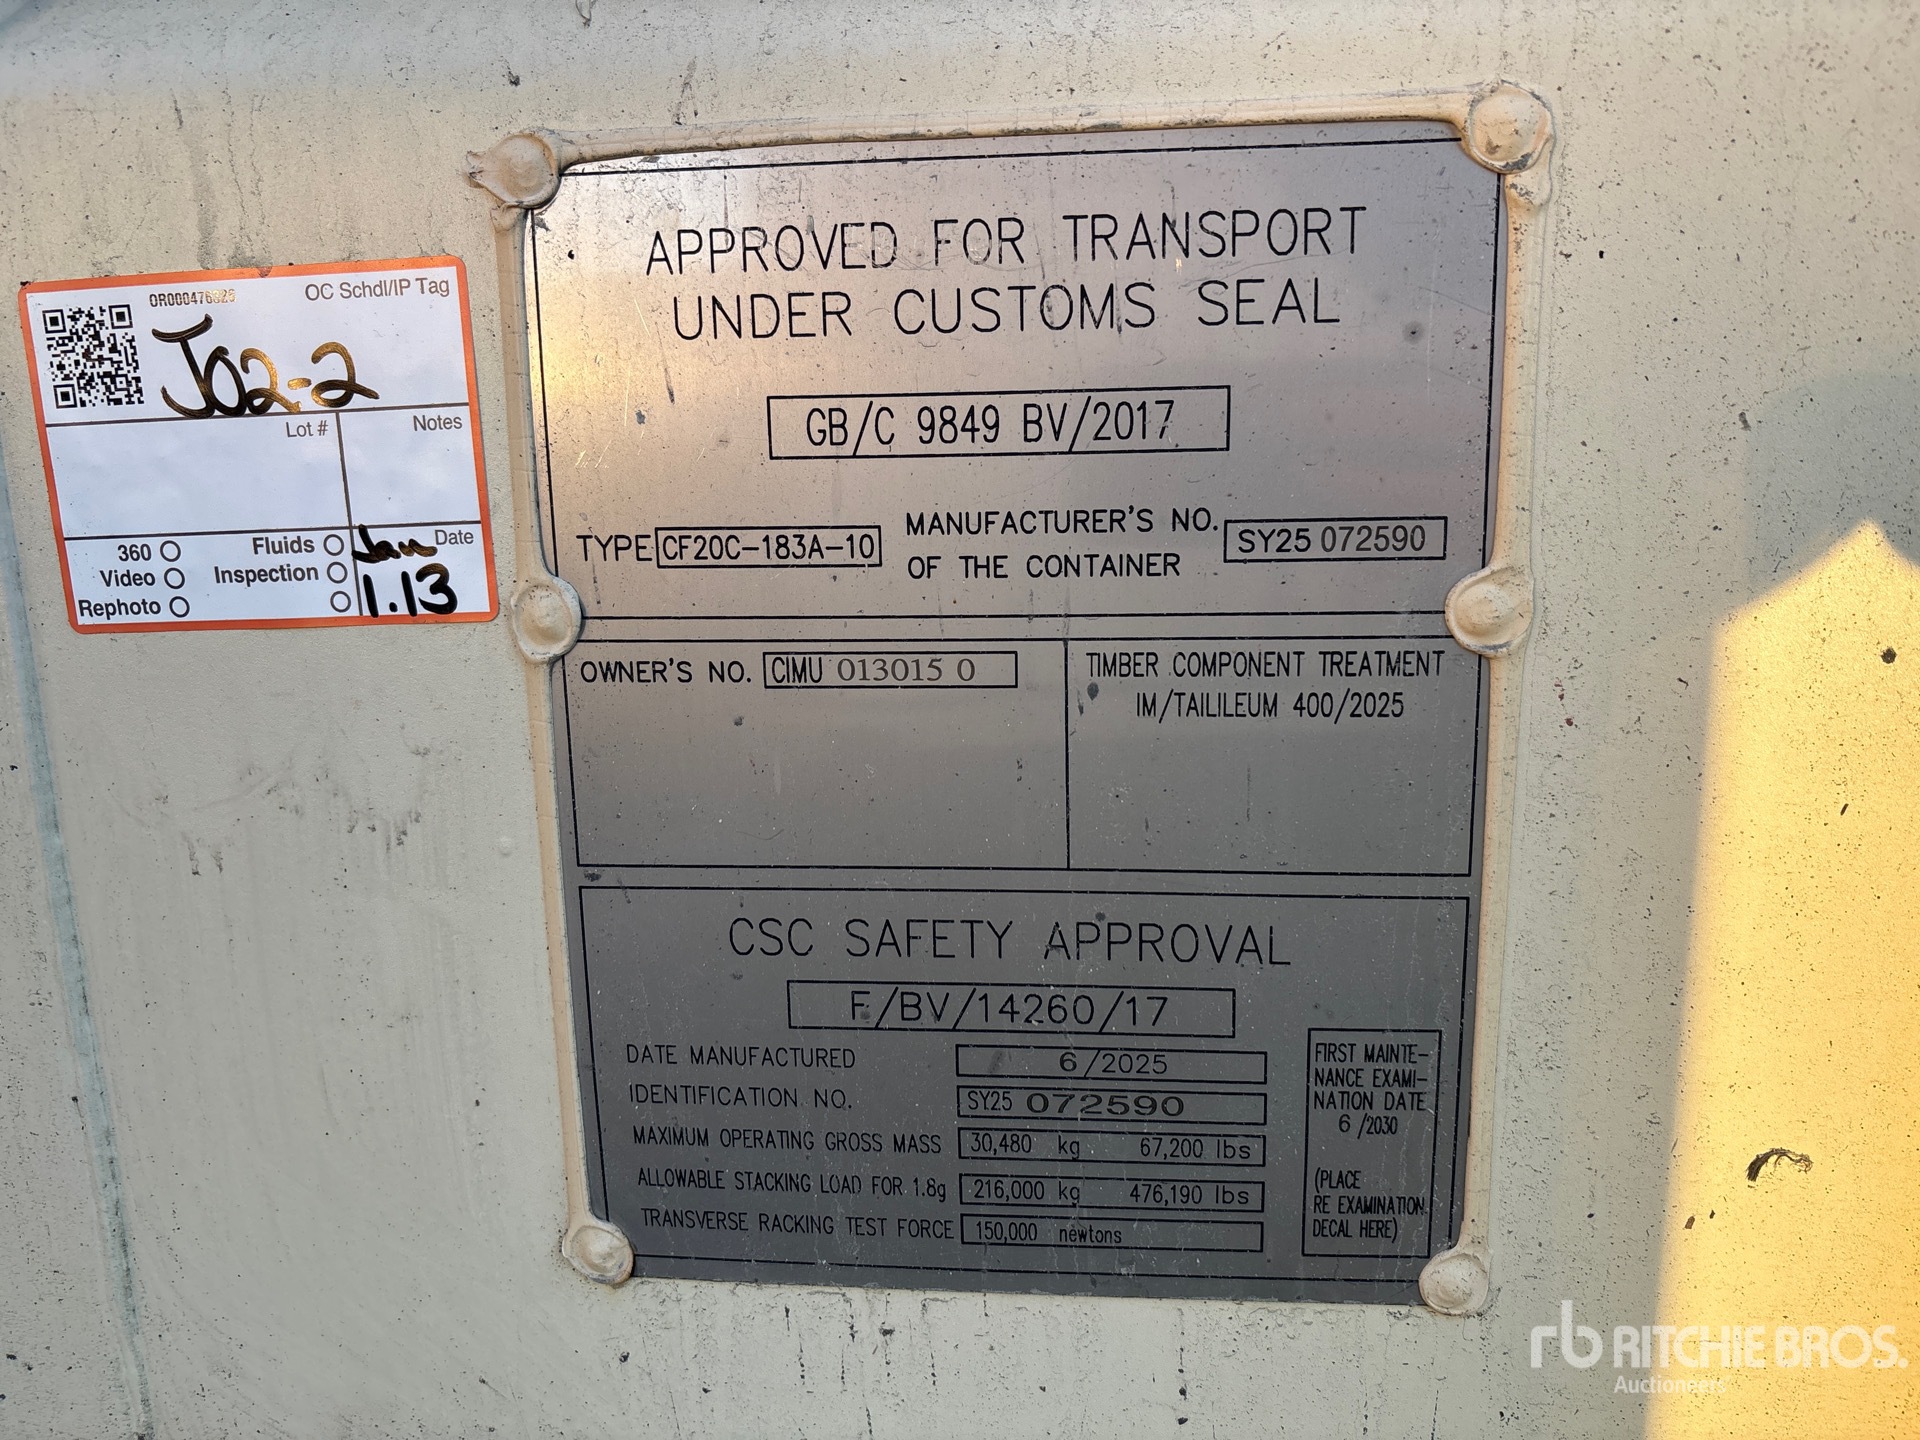 OR000476826
OC Schdl/IP Tag
J02-2
Lot #
Notes
360
Video
Rephoto
Fluids
Inspection
Date
Jan
1.13
APPROVED FOR TRANSPORT
UNDER CUSTOMS SEAL
GB/C 9849 BV/2017
TYPE CF20C-183A-10
MANUFACTURER'S NO.
OF THE CONTAINER
SY25 072590
OWNER'S NO. CIMU 013015 0
TIMBER COMPONENT TREATMENT
IM/TAILILEUM 400/2025
CSC SAFETY APPROVAL
F/BV/14260/17
DATE MANUFACTURED 6/2025
IDENTIFICATION NO. SY25 072590
MAXIMUM OPERATING GROSS MASS 30,480 kg 67,200 lbs
ALLOWABLE STACKING LOAD FOR 1.8g 216,000 kg 476,190 lbs
TRANSVERSE RACKING TEST FORCE 150,000 newtons
FIRST MAINTE-
NANCE EXAMI-
NATION DATE
6/2030
(PLACE
RE EXAMINATION
DECAL HERE)
rb RITCHIE BROS.
Auctioneers